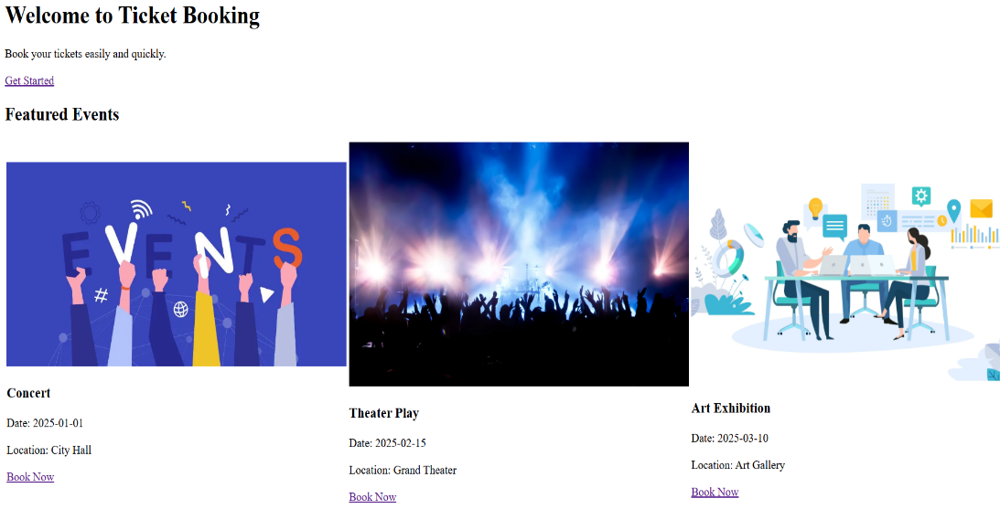 Welcome to Ticket Booking
Book your tickets easily and quickly.
Get Started
Featured Events
EVENTS
#
Concert
Date: 2025-01-01
Location: City Hall
Book Now
Theater Play
Date: 2025-02-15
Location: Grand Theater
Book Now
Art Exhibition
Date: 2025-03-10
Location: Art Gallery
Book Now